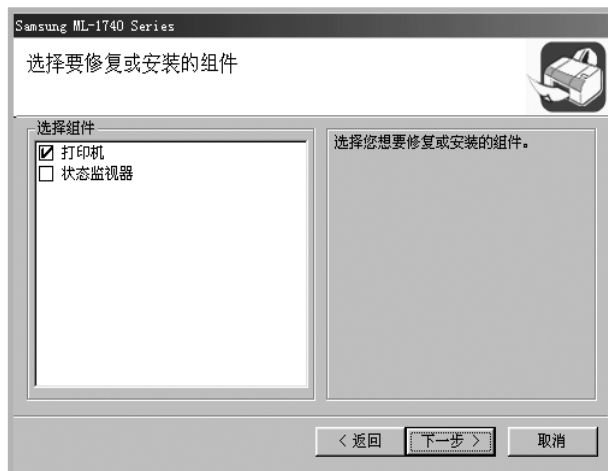 Samsung ML-1740 Series
选择要修复或安装的组件
选择组件
打印机
状态监视器
选择您想要修复或安装的组件。
< 返回
下一步 >
取消